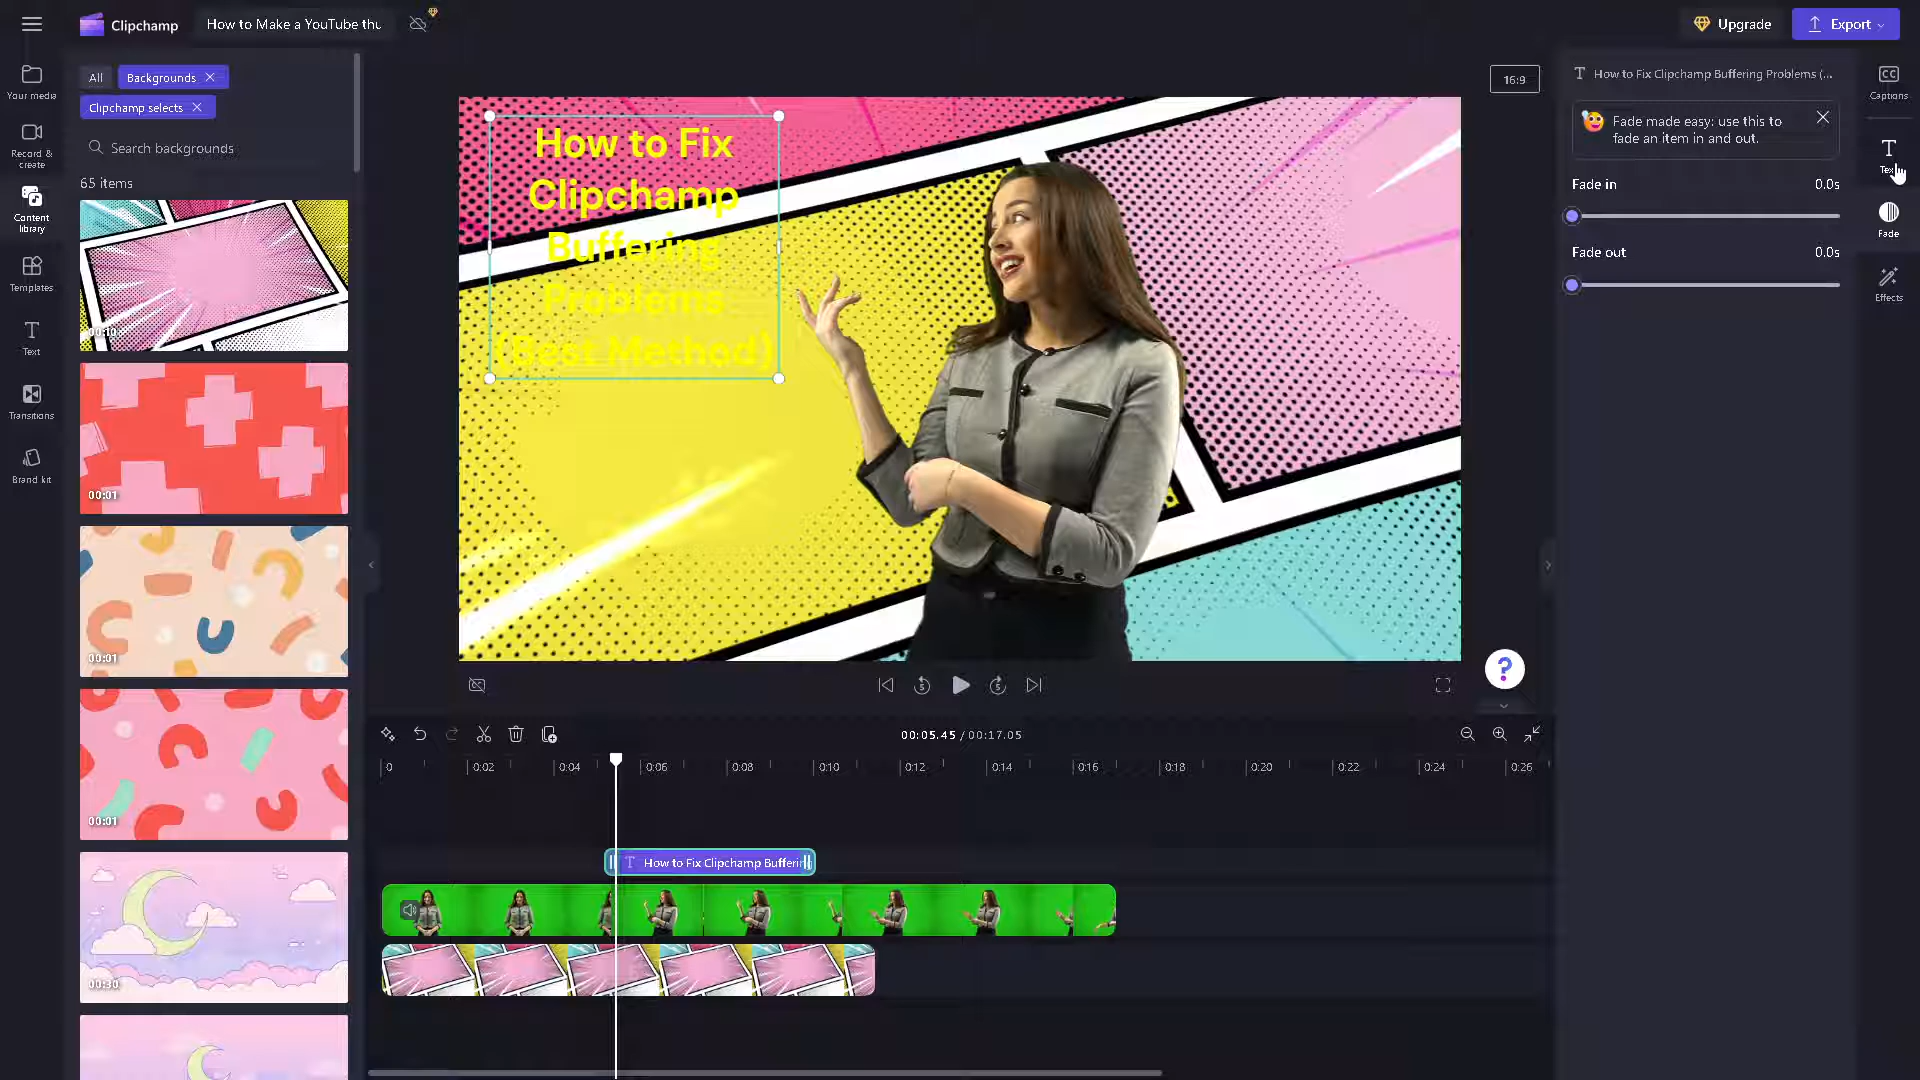 Clipchamp
How to Make a YouTube thu
Upgrade
Export
Your media
Record &
create
Content
library
Templates
Text
Transitions
Brand kit
All
Backgrounds
Clipchamp selects
Search backgrounds
65 items
00:10
00:01
00:01
00:01
00:30
16:9
How to Fix
Clipchamp
Buffering
Problems
(Best Method)
How to Fix Clipchamp Buffering Problems (...
Fade made easy: use this to
fade an item in and out.
Fade in
0.0s
Fade out
0.0s
CC
Captions
Text
Fade
Effects
5
5
?
00:05.45 / 00:17.05
0
0:02
0:04
0:06
0:08
0:10
0:12
0:14
0:16
0:18
0:20
0:22
0:24
0:26
How to Fix Clipchamp Buffering